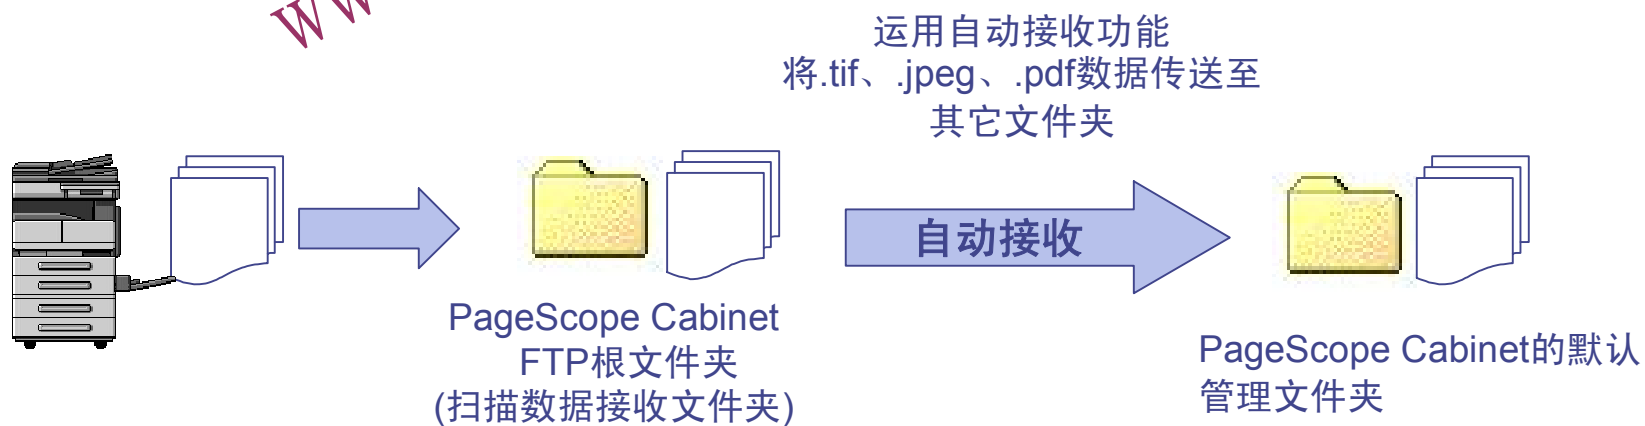 WW
运用自动接收功能
将.tif、.jpeg、.pdf数据传送至
其它文件夹
自动接收
PageScope Cabinet
FTP根文件夹
(扫描数据接收文件夹)
PageScope Cabinet的默认
管理文件夹